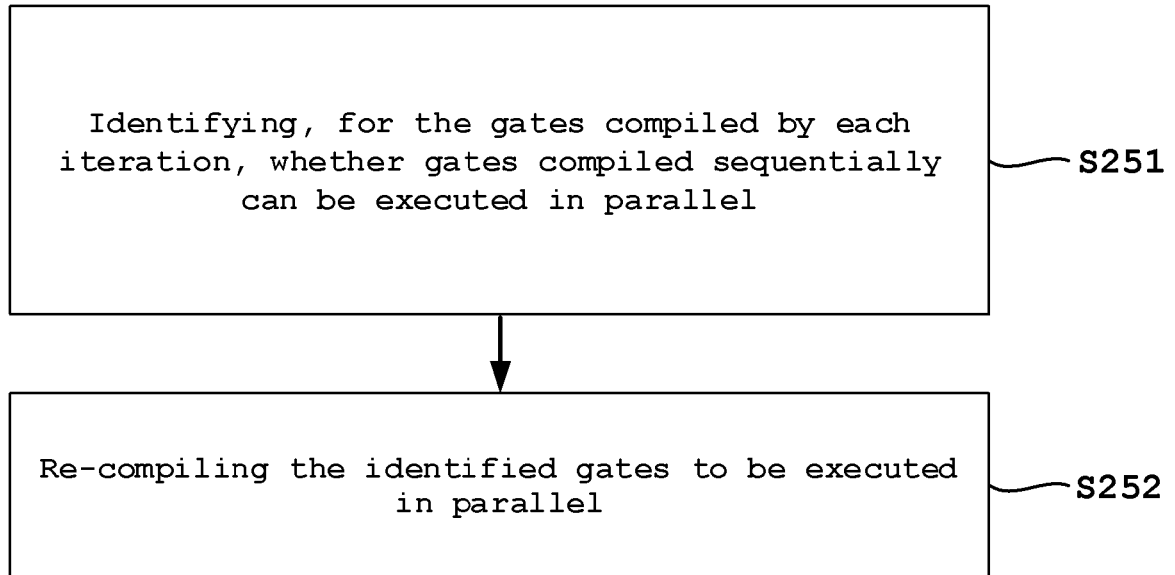 Identifying, for the gates compiled by each
iteration, whether gates compiled sequentially
can be executed in parallel
S251
Re-compiling the identified gates to be executed
in parallel
S252